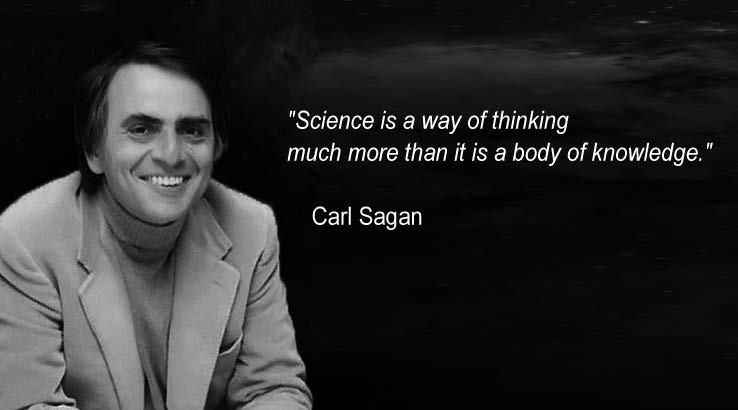 "Science is a way of thinking
much more than it is a body of knowledge."
Carl Sagan